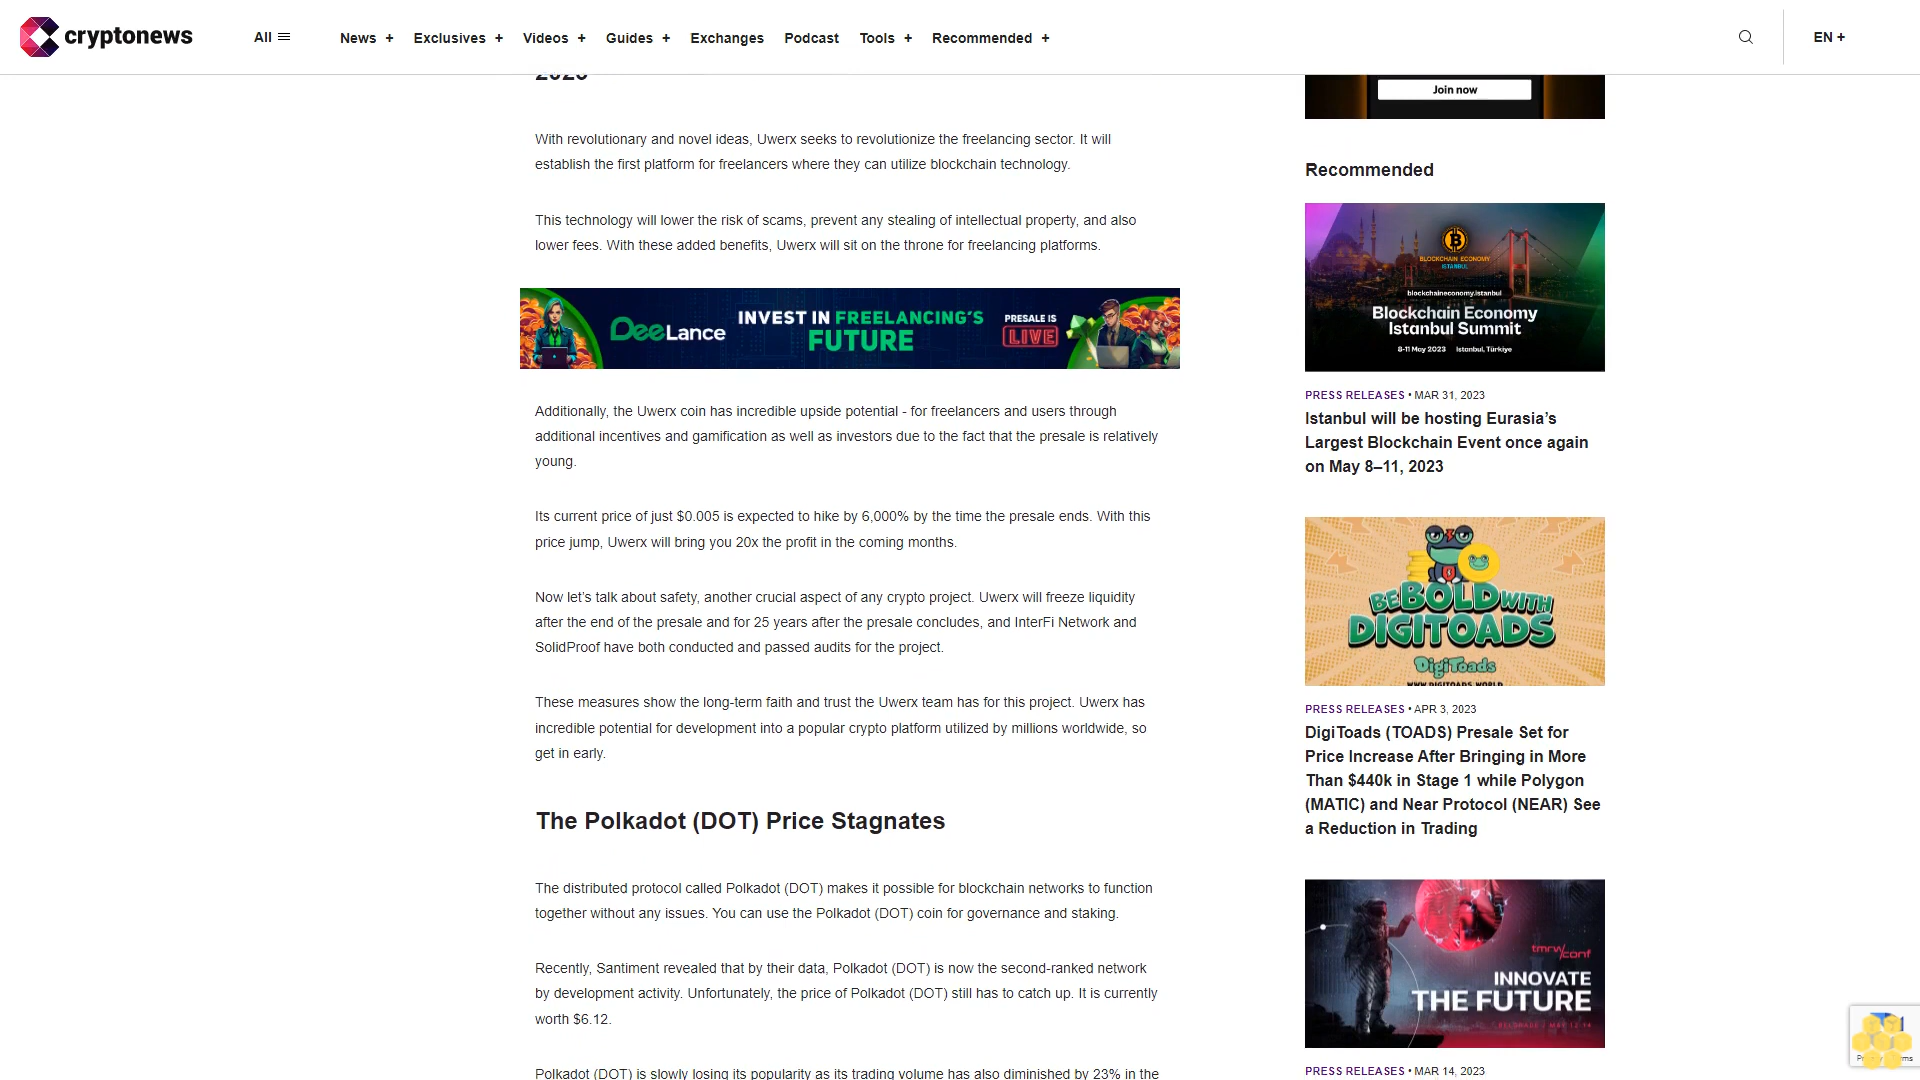 cryptonews
All
News +
Exclusives +
Videos +
Guides +
Exchanges
Podcast
Tools +
Recommended +
EN +
With revolutionary and novel ideas, Uwerx seeks to revolutionize the freelancing sector. It will
establish the first platform for freelancers where they can utilize blockchain technology.
This technology will lower the risk of scams, prevent any stealing of intellectual property, and also
lower fees. With these added benefits, Uwerx will sit on the throne for freelancing platforms.
DeeLance
INVEST IN FREELANCING'S
FUTURE
PRESALE IS
LIVE
Additionally, the Uwerx coin has incredible upside potential - for freelancers and users through
additional incentives and gamification as well as investors due to the fact that the presale is relatively
young.
Its current price of just $0.005 is expected to hike by 6,000% by the time the presale ends. With this
price jump, Uwerx will bring you 20x the profit in the coming months.
Now let's talk about safety, another crucial aspect of any crypto project. Uwerx will freeze liquidity
after the end of the presale and for 25 years after the presale concludes, and InterFi Network and
SolidProof have both conducted and passed audits for the project.
These measures show the long-term faith and trust the Uwerx team has for this project. Uwerx has
incredible potential for development into a popular crypto platform utilized by millions worldwide, so
get in early.
The Polkadot (DOT) Price Stagnates
The distributed protocol called Polkadot (DOT) makes it possible for blockchain networks to function
together without any issues. You can use the Polkadot (DOT) coin for governance and staking.
Recently, Santiment revealed that by their data, Polkadot (DOT) is now the second-ranked network
by development activity. Unfortunately, the price of Polkadot (DOT) still has to catch up. It is currently
worth $6.12.
Polkadot (DOT) is slowly losing its popularity as its trading volume has also diminished by 23% in the
Join now
Recommended
BLOCKCHAIN ECONOMY
ISTANBUL
blockchaineconomy.istanbul
Blockchain Economy
Istanbul Summit
8-11 May 2023 Istanbul, Türkiye
PRESS RELEASES • MAR 31, 2023
Istanbul will be hosting Eurasia's
Largest Blockchain Event once again
on May 8–11, 2023
BE BOLD WITH
DIGITOADS
DigiToads
WWW.DIGITOADS.WORLD
PRESS RELEASES • APR 3, 2023
DigiToads (TOADS) Presale Set for
Price Increase After Bringing in More
Than $440k in Stage 1 while Polygon
(MATIC) and Near Protocol (NEAR) See
a Reduction in Trading
tmrw/conf
INNOVATE
THE FUTURE
PRESS RELEASES • MAR 14, 2023